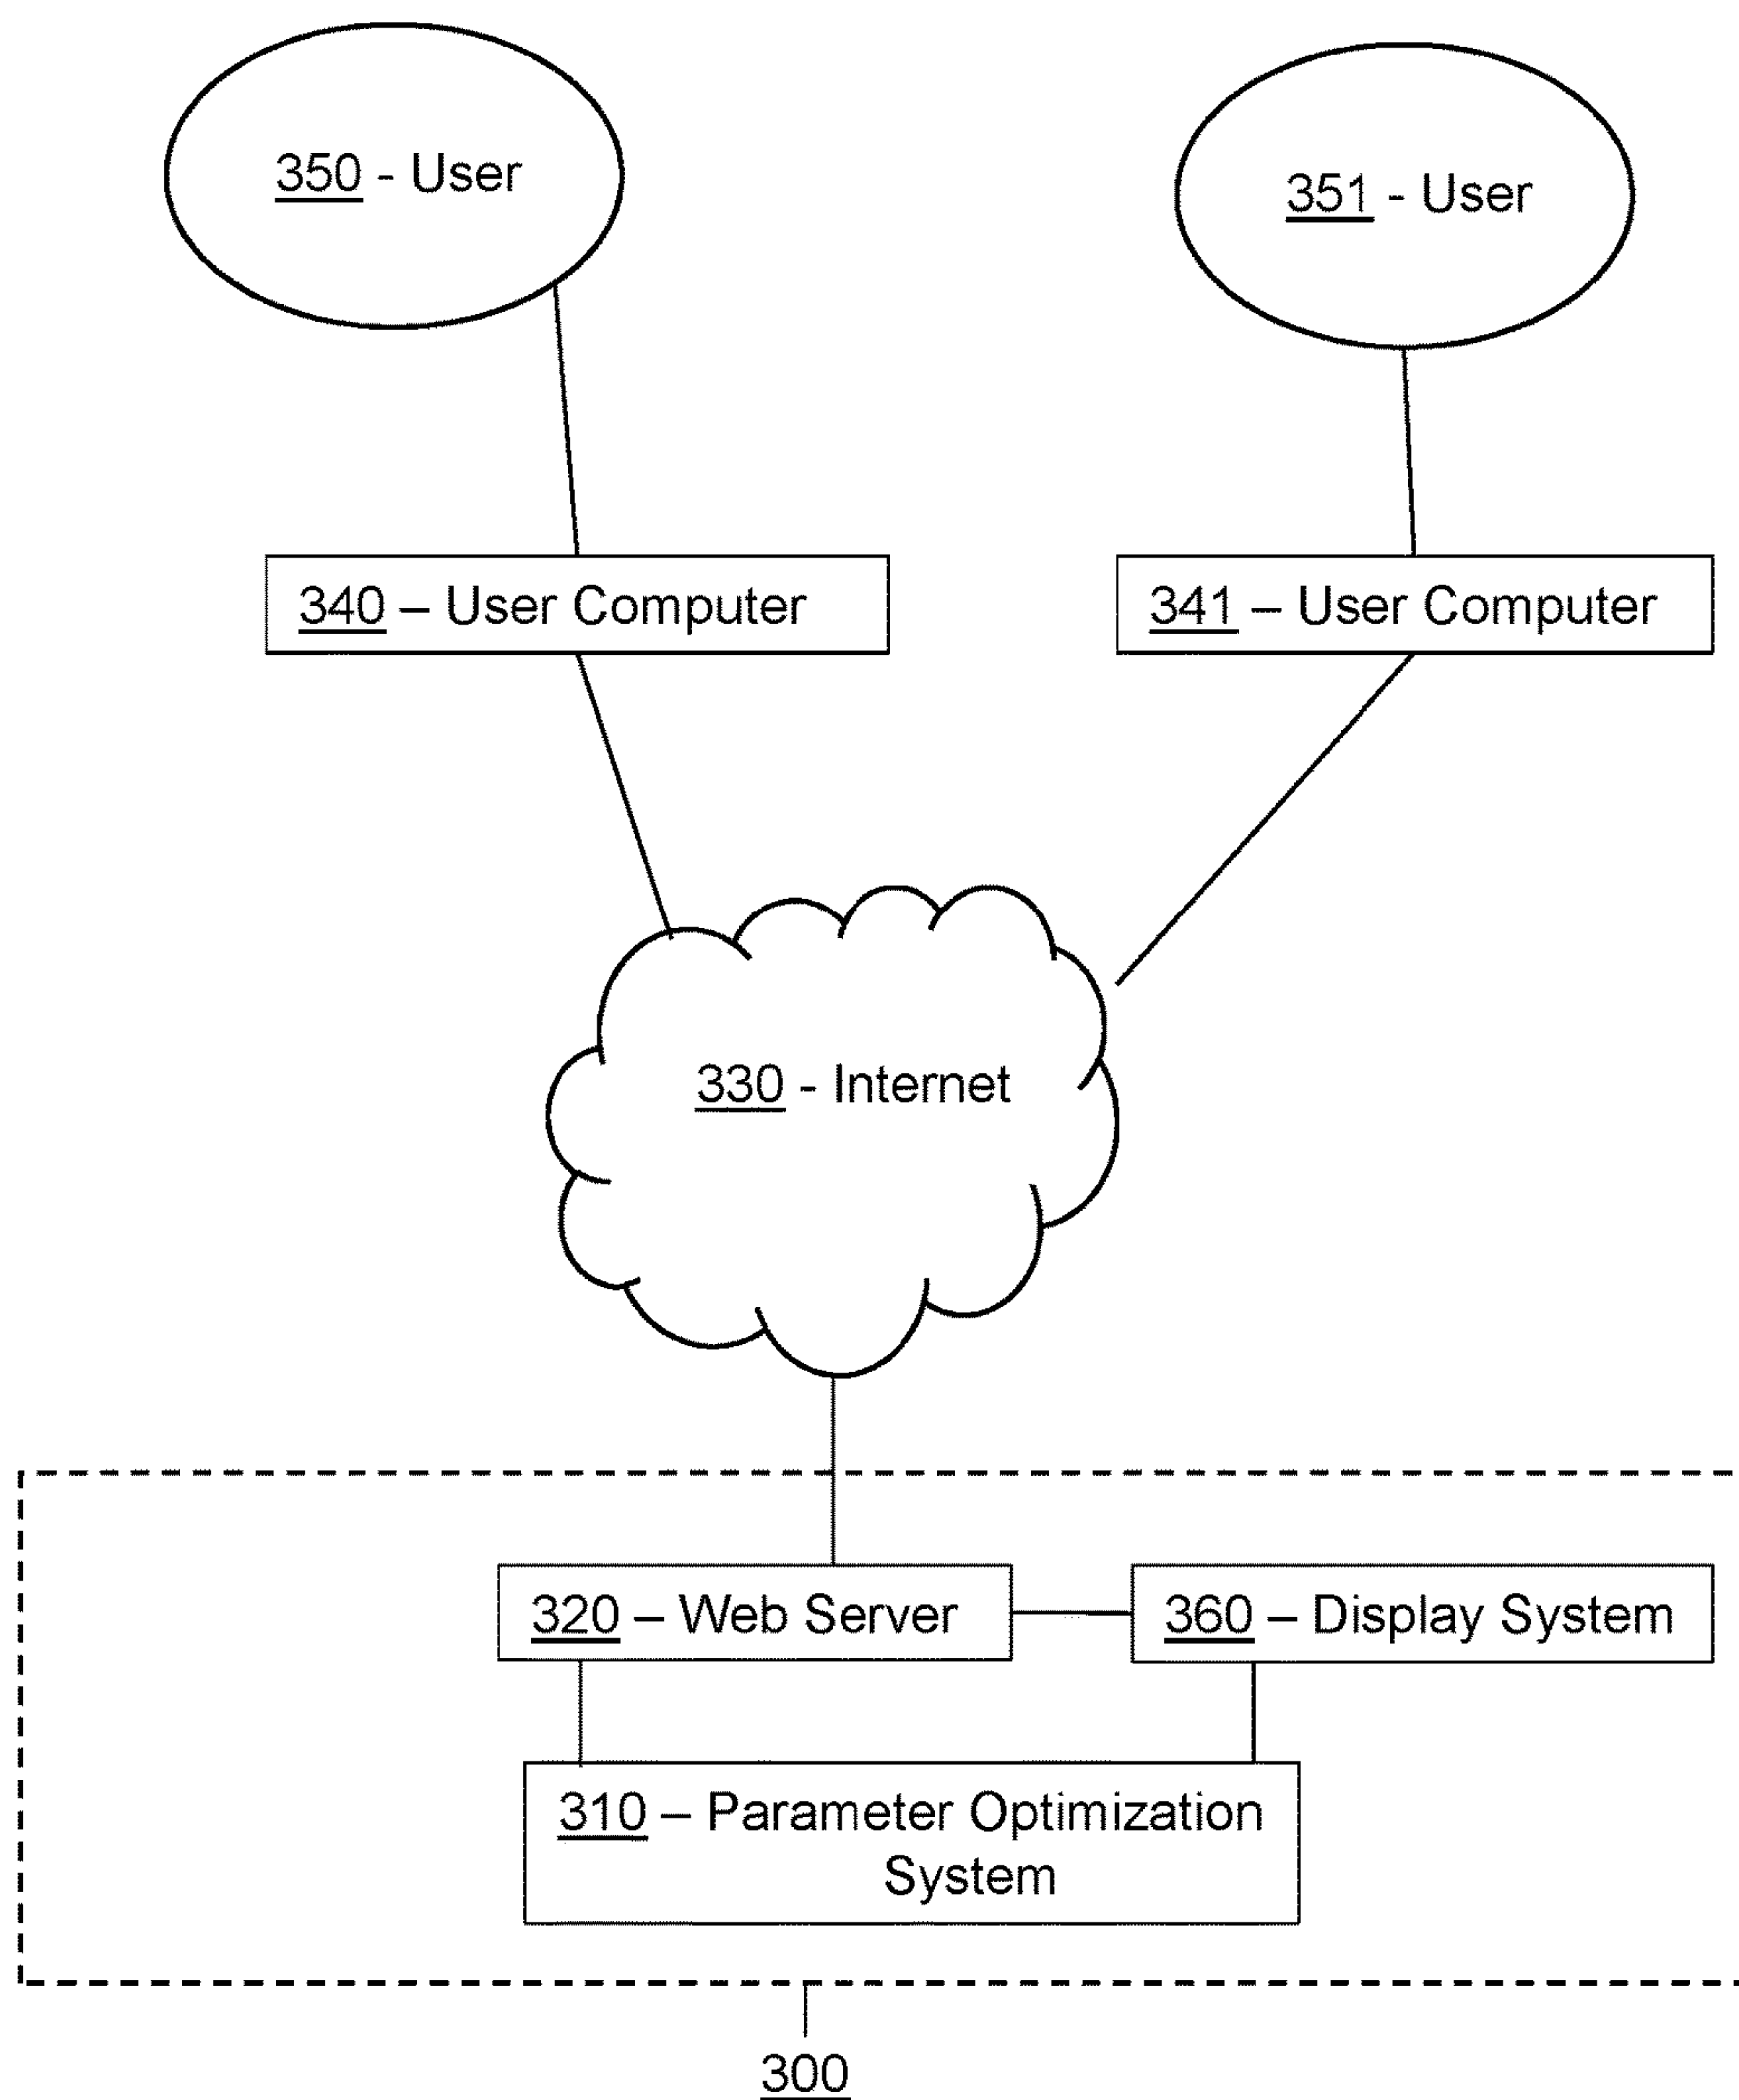 350 - User
351 - User
340 – User Computer
341 – User Computer
330 - Internet
320 – Web Server
360 – Display System
310 – Parameter Optimization
System
300